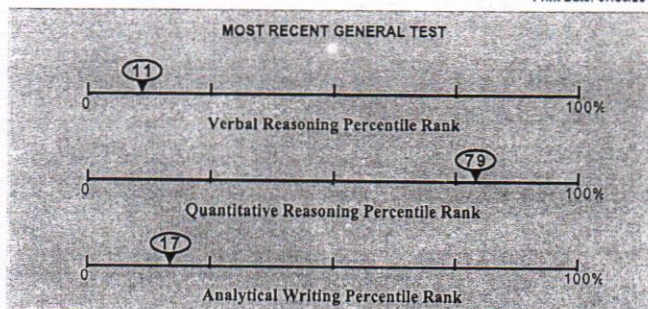 MOST RECENT GENERAL TEST
11
0 100%
Verbal Reasoning Percentile Rank
79
0 100%
Quantitative Reasoning Percentile Rank
17
0 100%
Analytical Writing Percentile Rank